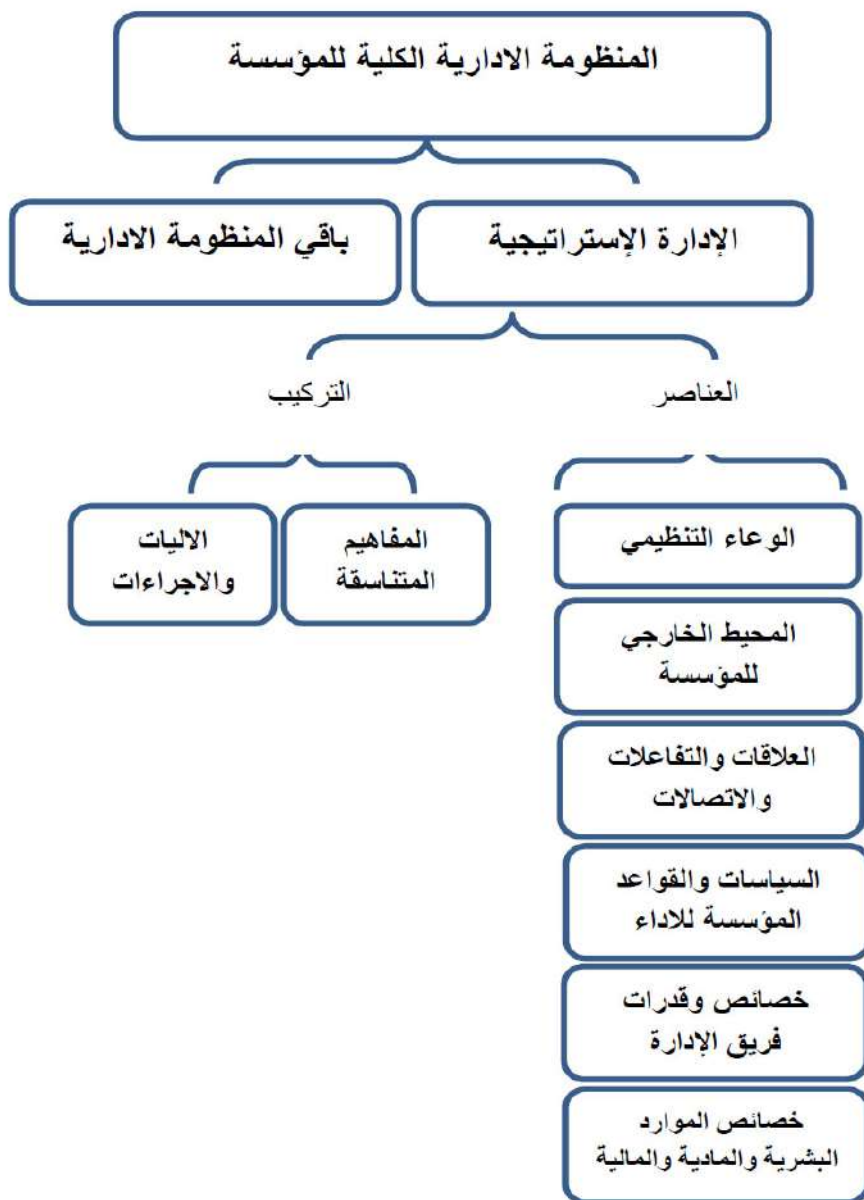 المنظومة الادارية الكلية للمؤسسة
الإدارة الإستراتيجية
باقي المنظومة الادارية
العناصر
التركيب
الوعاء التنظيمي
المحيط الخارجي
للمؤسسة
العلاقات والتفاعلات
والاتصالات
السياسات والقواعد
المؤسسة للاداء
خصائص وقدرات
فريق الإدارة
خصائص الموارد
البشرية والمادية والمالية
المفاهيم
المتناسقة
الاليات
والاجراءات